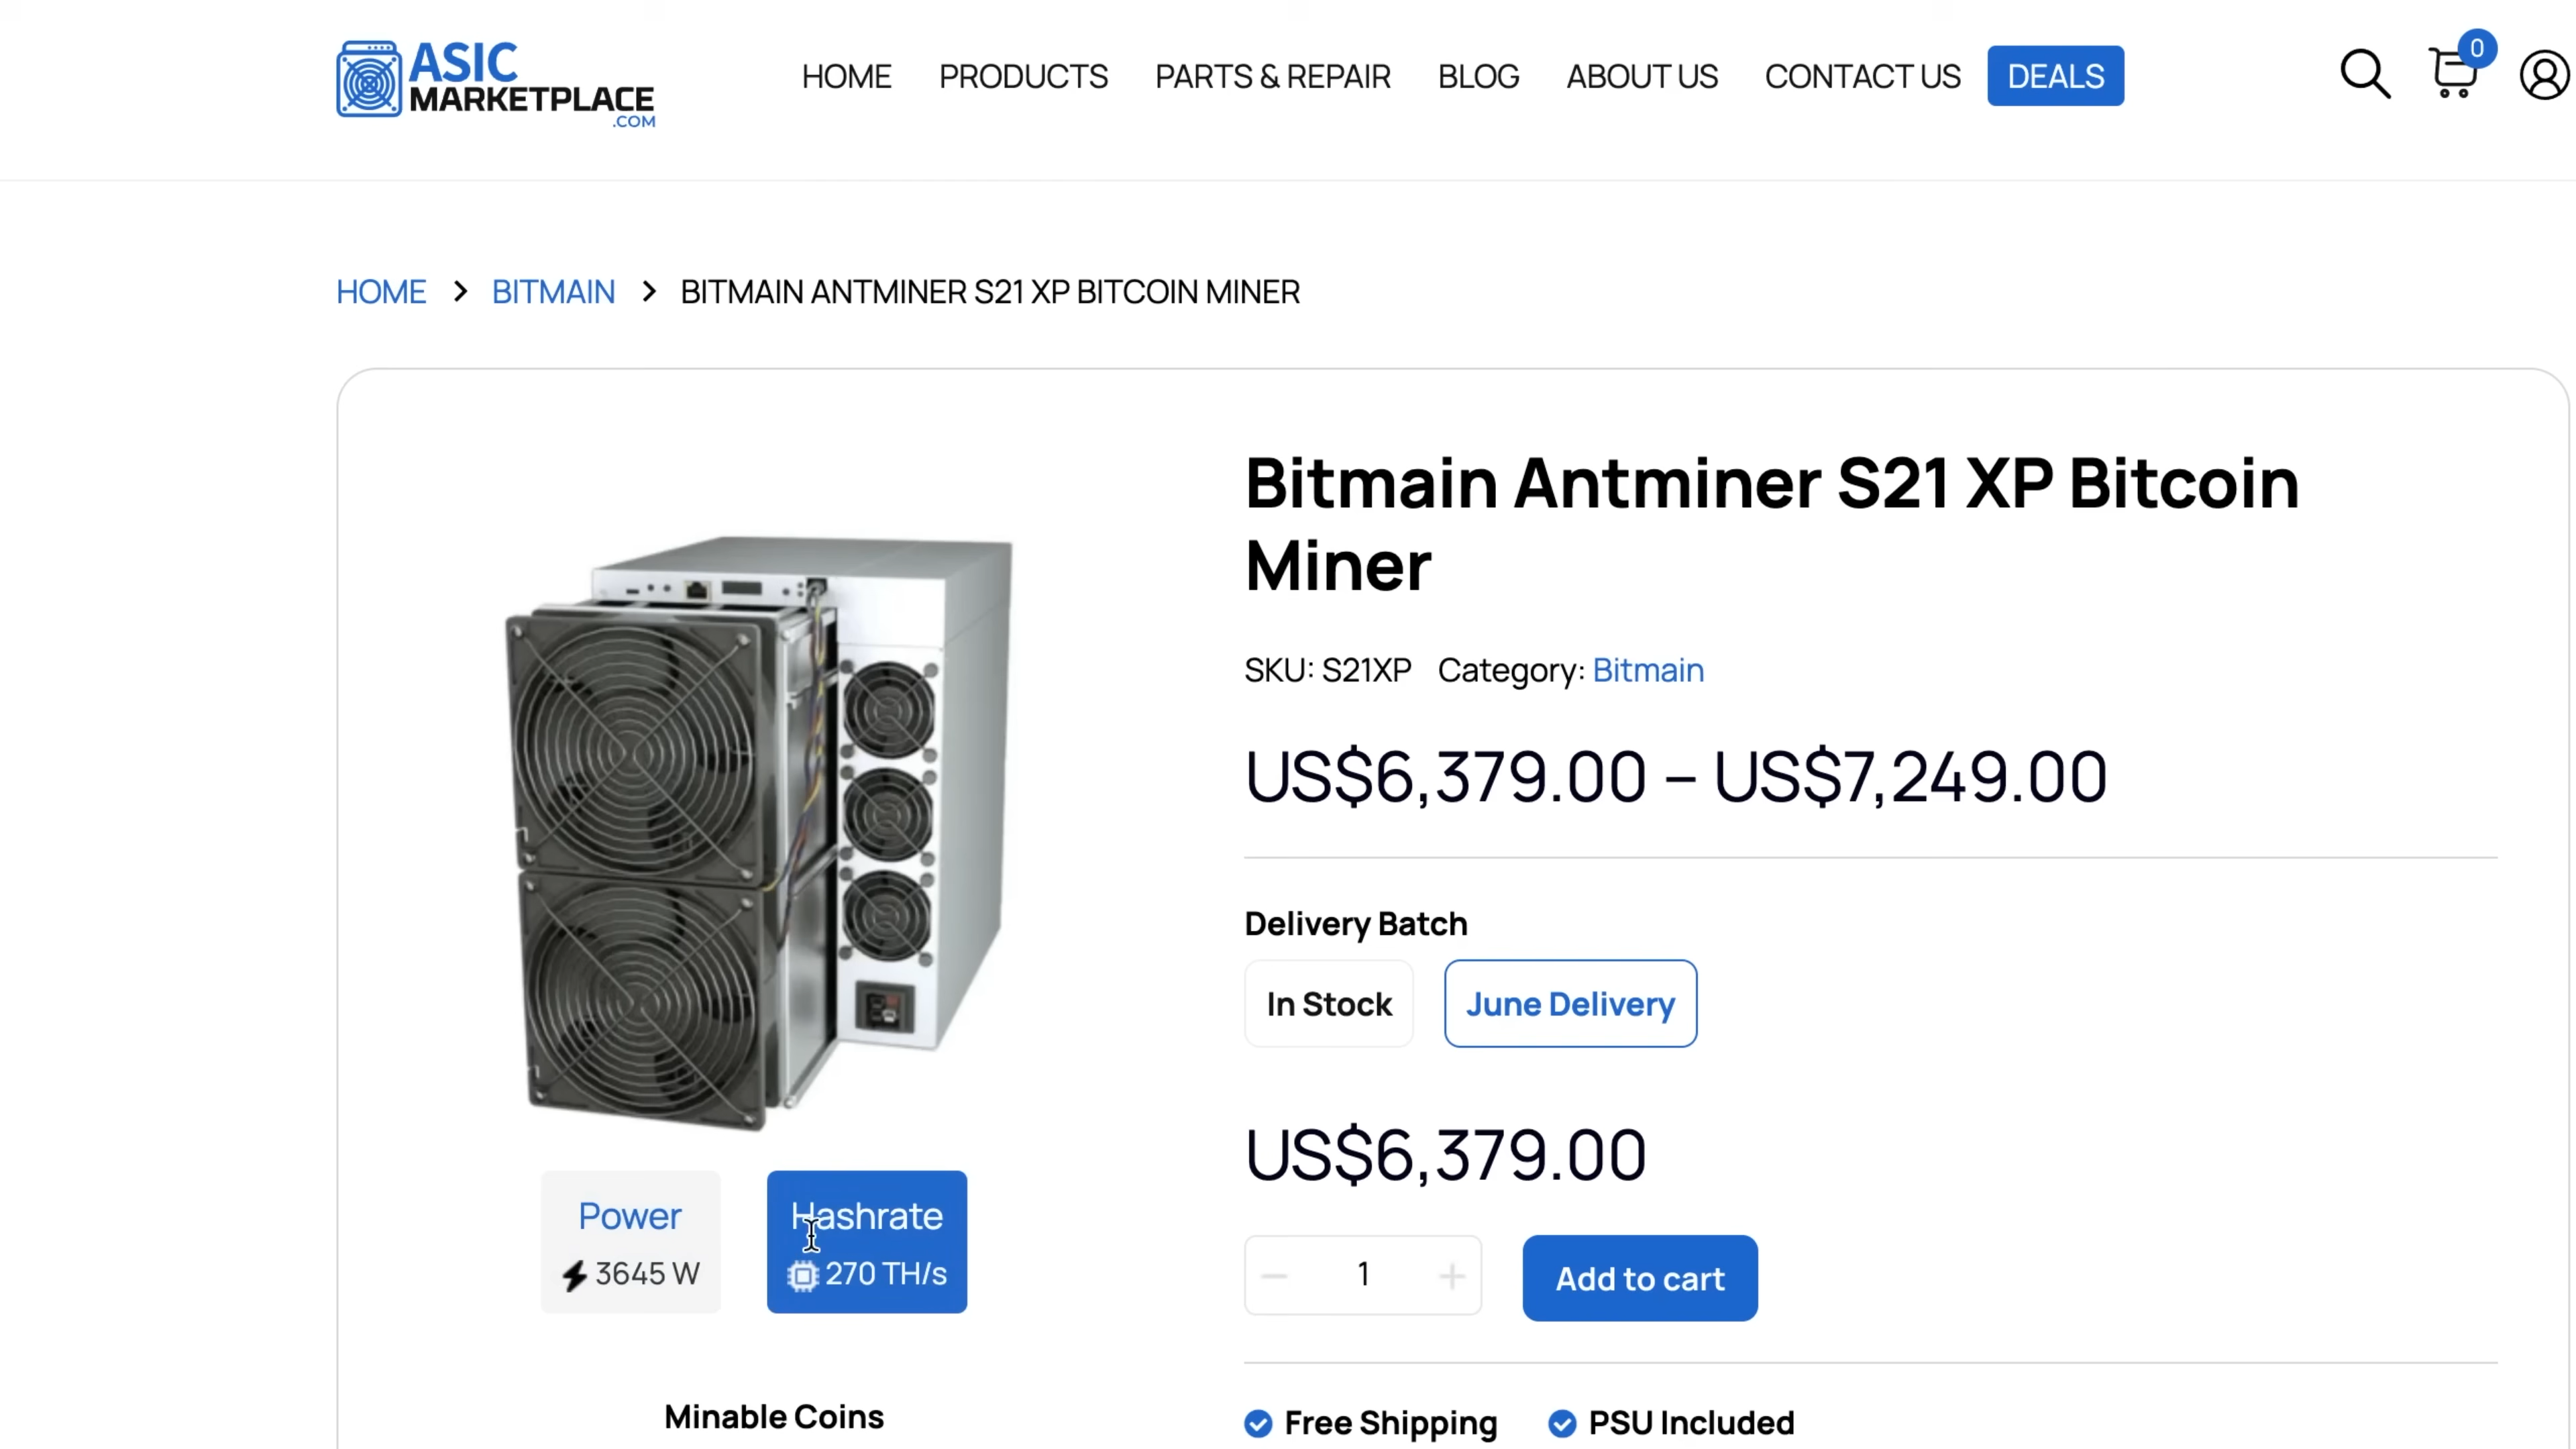 ASIC
MARKETPLACE
.COM
HOME PRODUCTS PARTS & REPAIR BLOG ABOUT US CONTACT US DEALS
0
HOME > BITMAIN > BITMAIN ANTMINER S21 XP BITCOIN MINER
Bitmain Antminer S21 XP Bitcoin
Miner
SKU: S21XP Category: Bitmain
US$6,379.00 – US$7,249.00
Delivery Batch
In Stock June Delivery
US$6,379.00
1 Add to cart
Free Shipping PSU Included
Power
3645 W
Hashrate
270 TH/s
Minable Coins